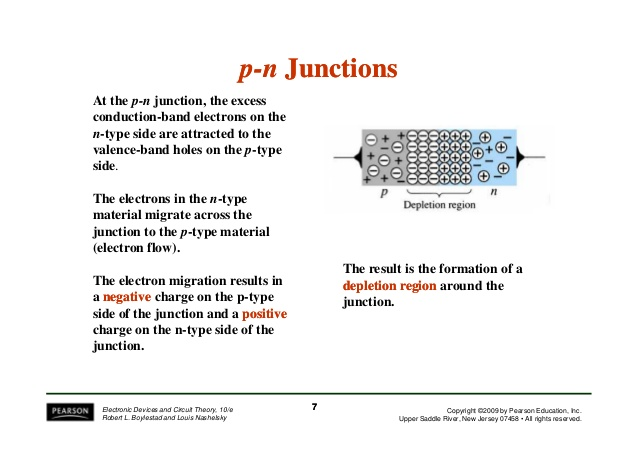 p-n Junctions
At the p-n junction, the excess
conduction-band electrons on the
n-type side are attracted to the
valence-band holes on the p-type
side.
The electrons in the n-type
material migrate across the
junction to the p-type material
(electron flow).
The electron migration results in
a negative charge on the p-type
side of the junction and a positive
charge on the n-type side of the
junction.
p
n
Depletion region
The result is the formation of a
depletion region around the
junction.
PEARSON
Electronic Devices and Circuit Theory, 10/e
Robert L. Boylestad and Louis Nashelsky
7
Copyright ©2009 by Pearson Education, Inc.
Upper Saddle River, New Jersey 07458 • All rights reserved.